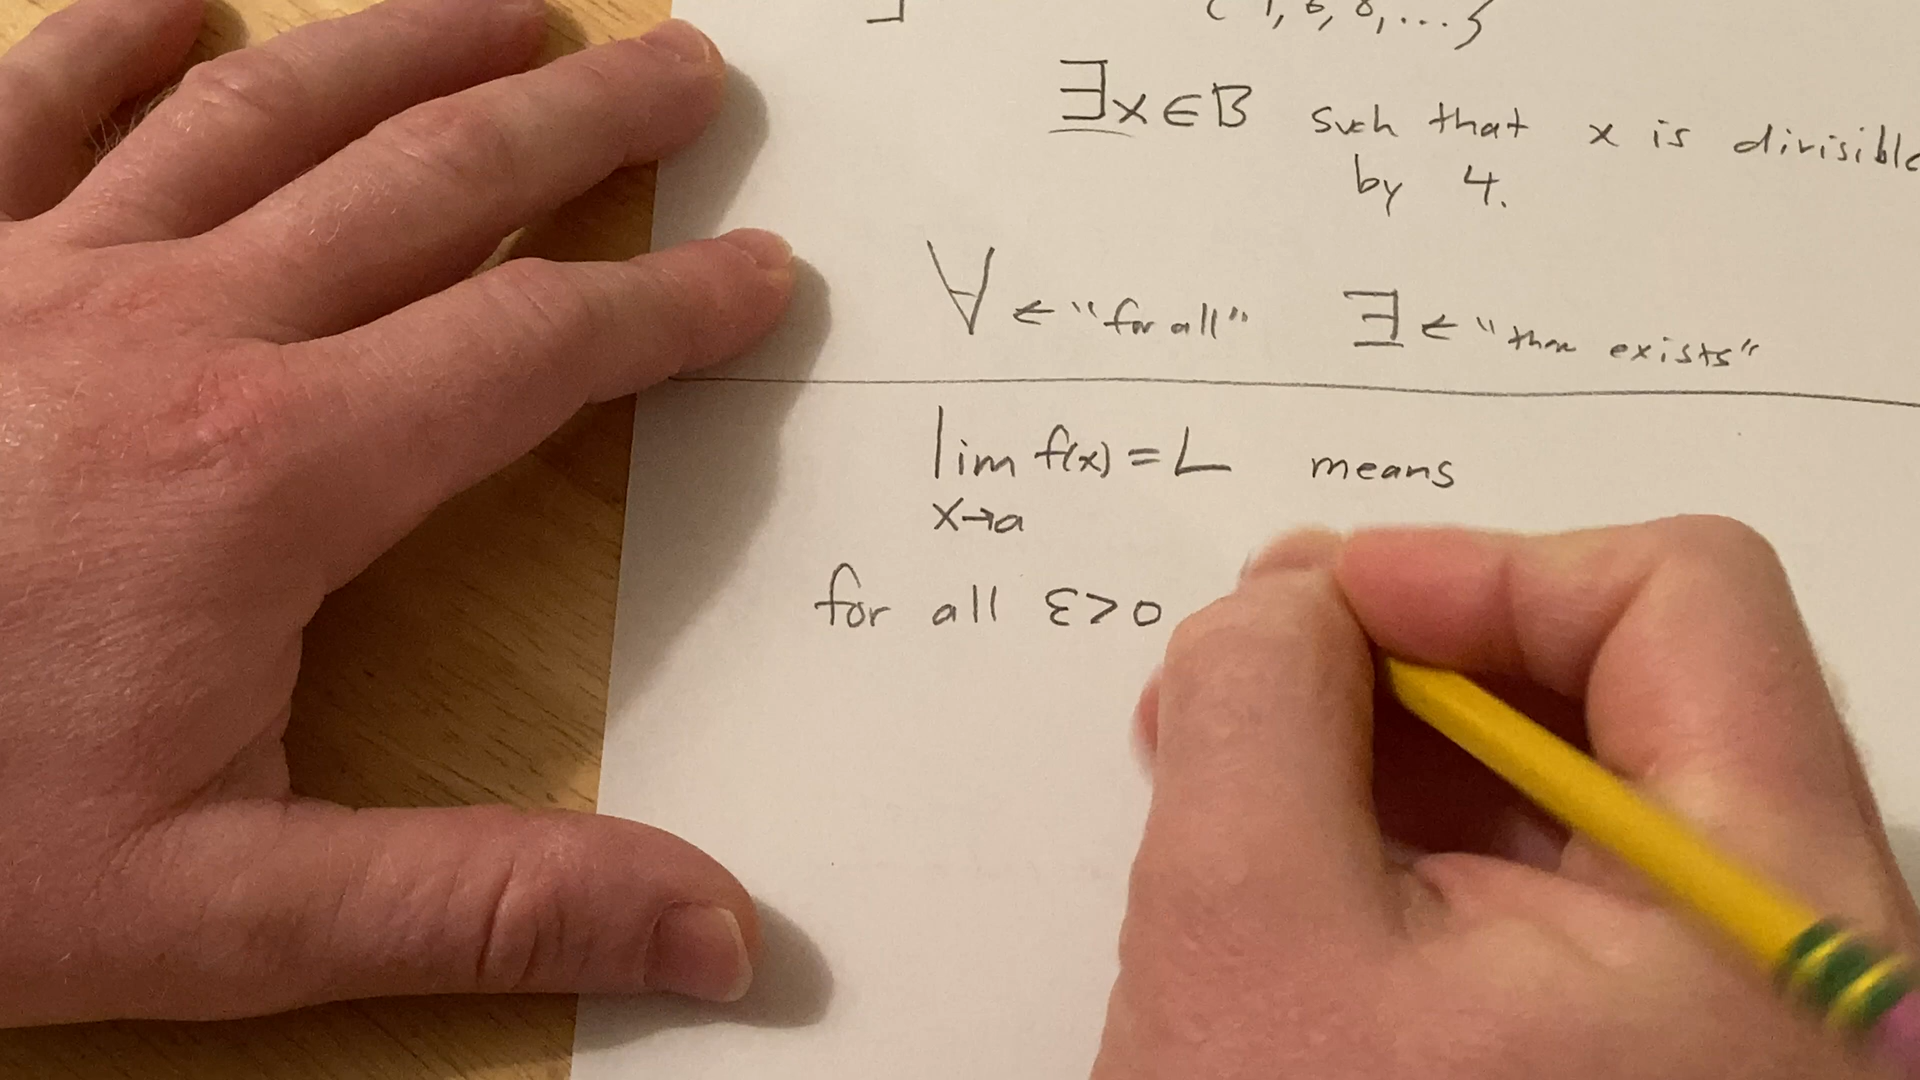 ∃x∈B such that x is divisible
by 4.
∀ ← "for all" ∃ ← "there exists"
lim f(x) = L means
x→a
for all ε>0